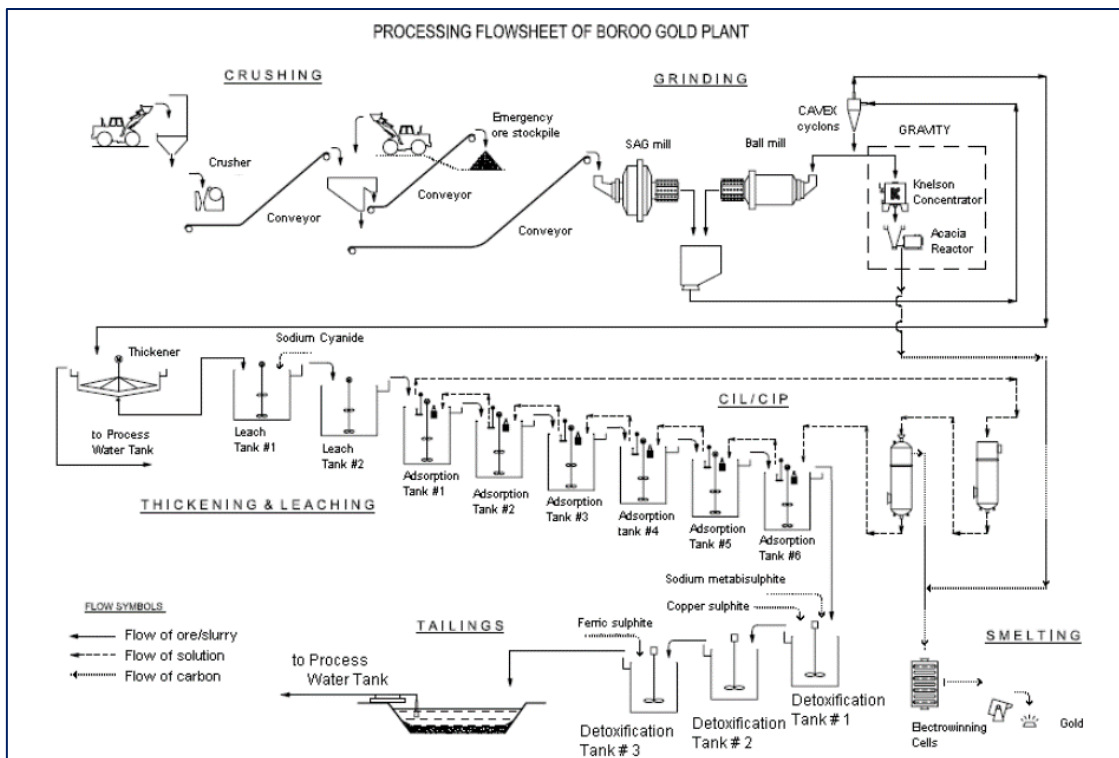 PROCESSING FLOWSHEET OF BOROO GOLD PLANT
CRUSHING
GRINDING
Emergency
ore stockpile
CAVEX
cyclons
SAG mill
Ball mill
GRAVITY
Crusher
Knelson
Concentrator
Conveyor
Conveyor
Conveyor
Acacia
Reactor
K
Thickener
Sodium Cyanide
CIL/CIP
to Process
Water Tank
Leach
Tank #1
Leach
Tank #2
Adsorption
Tank #1
Adsorption
Tank #2
Adsorption
Tank #3
Adsorption
tank #4
Adsorption
Tank #5
Adsorption
Tank #6
THICKENING & LEACHING
Sodium metabisulphite
Copper sulphite
Ferric sulphite
FLOW SYMBOLS
Flow of ore/slurry
Flow of solution
Flow of carbon
TAILINGS
SMELTING
to Process
Water Tank
Detoxification
Tank # 1
Detoxification
Tank # 2
Detoxification
Tank # 3
Electrowinning
Cells
Gold